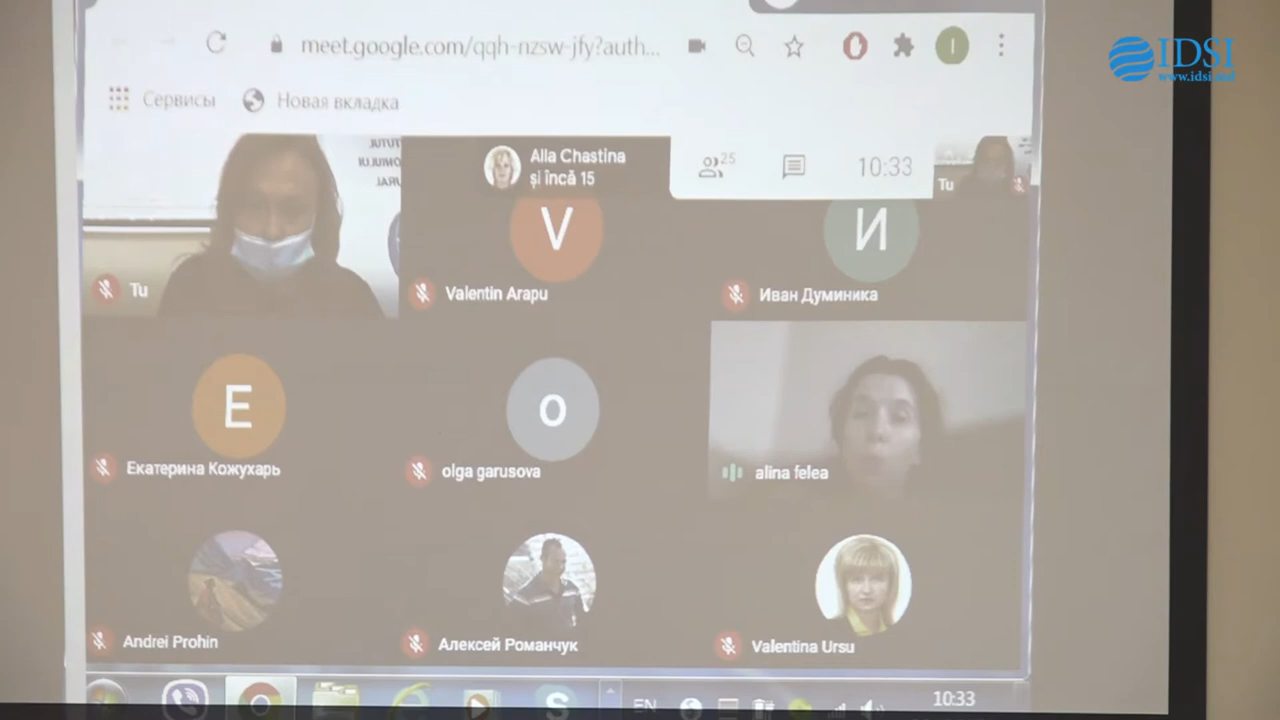 meet.google.com/qqh-nzsw-jfy?auth...
I
IDSI
www.idsi.md
Сервисы
Новая вкладка
Alla Chastina
și încă 15
25
10:33
Tu
Tu
V
Valentin Arapu
И
Иван Думиника
E
Екатерина Кожухарь
o
olga garusova
alina felea
Andrei Prohin
Алексей Романчук
Valentina Ursu
S
EN
10:33